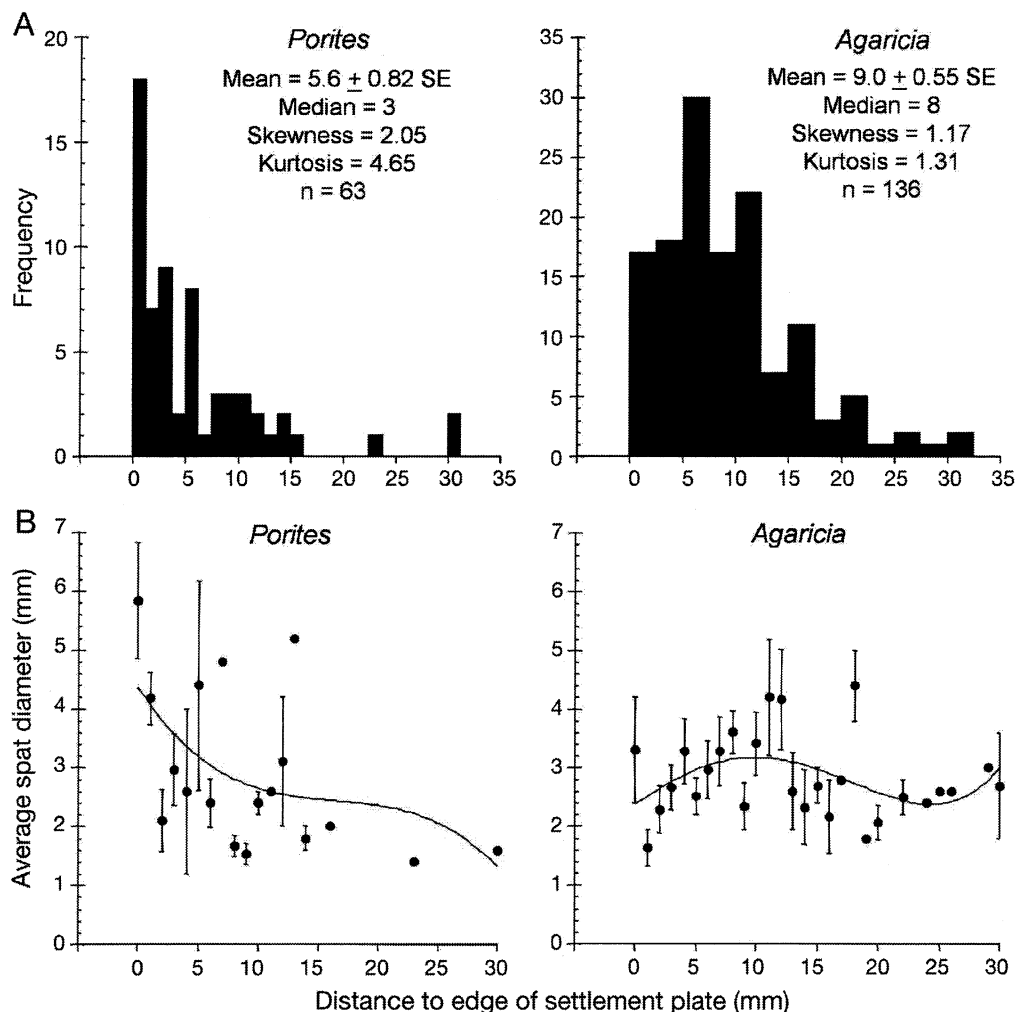 A
Porites
Mean = 5.6 ± 0.82 SE
Median = 3
Skewness = 2.05
Kurtosis = 4.65
n = 63
Frequency
20
15
10
5
0
0 5 10 15 20 25 30 35
Agaricia
Mean = 9.0 ± 0.55 SE
Median = 8
Skewness = 1.17
Kurtosis = 1.31
n = 136
35
30
25
20
15
10
5
0
0 5 10 15 20 25 30 35
B
Porites
Average spat diameter (mm)
7
6
5
4
3
2
1
0
0 5 10 15 20 25 30
Agaricia
7
6
5
4
3
2
1
0
0 5 10 15 20 25 30
Distance to edge of settlement plate (mm)